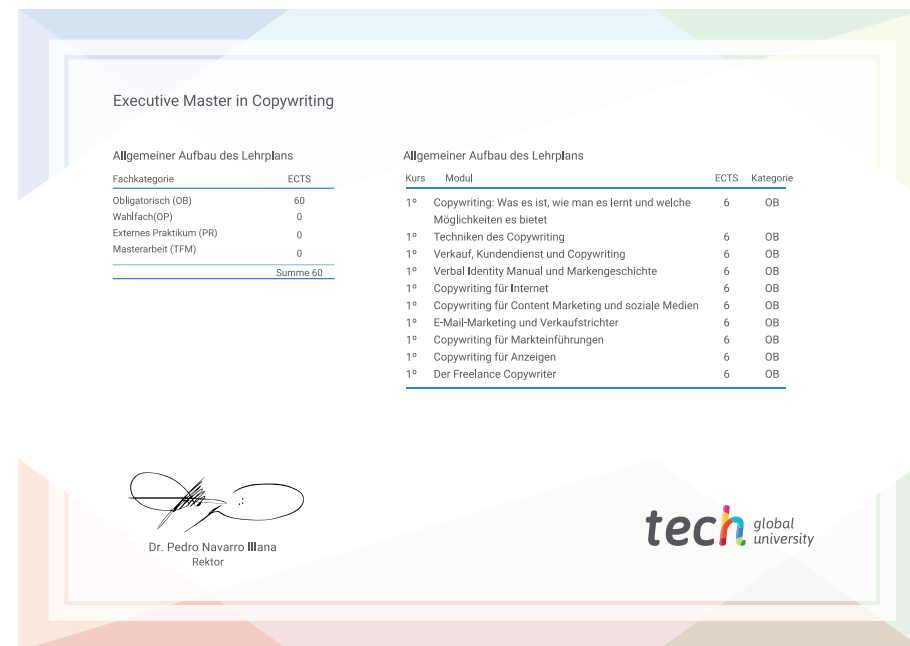 Executive Master in Copywriting
Allgemeiner Aufbau des Lehrplans
Fachkategorie ECTS
Obligatorisch (OB) 60
Wahlfach(OP) 0
Externes Praktikum (PR) 0
Masterarbeit (TFM) 0
Summe 60
Allgemeiner Aufbau des Lehrplans
Kurs Modul ECTS Kategorie
1º Copywriting: Was es ist, wie man es lernt und welche 6 OB
Möglichkeiten es bietet
1º Techniken des Copywriting 6 OB
1º Verkauf, Kundendienst und Copywriting 6 OB
1º Verbal Identity Manual und Markengeschichte 6 OB
1º Copywriting für Internet 6 OB
1º Copywriting für Content Marketing und soziale Medien 6 OB
1º E-Mail-Marketing und Verkaufstrichter 6 OB
1º Copywriting für Markteinführungen 6 OB
1º Copywriting für Anzeigen 6 OB
1º Der Freelance Copywriter 6 OB
Dr. Pedro Navarro Illana
Rektor
tech global
university